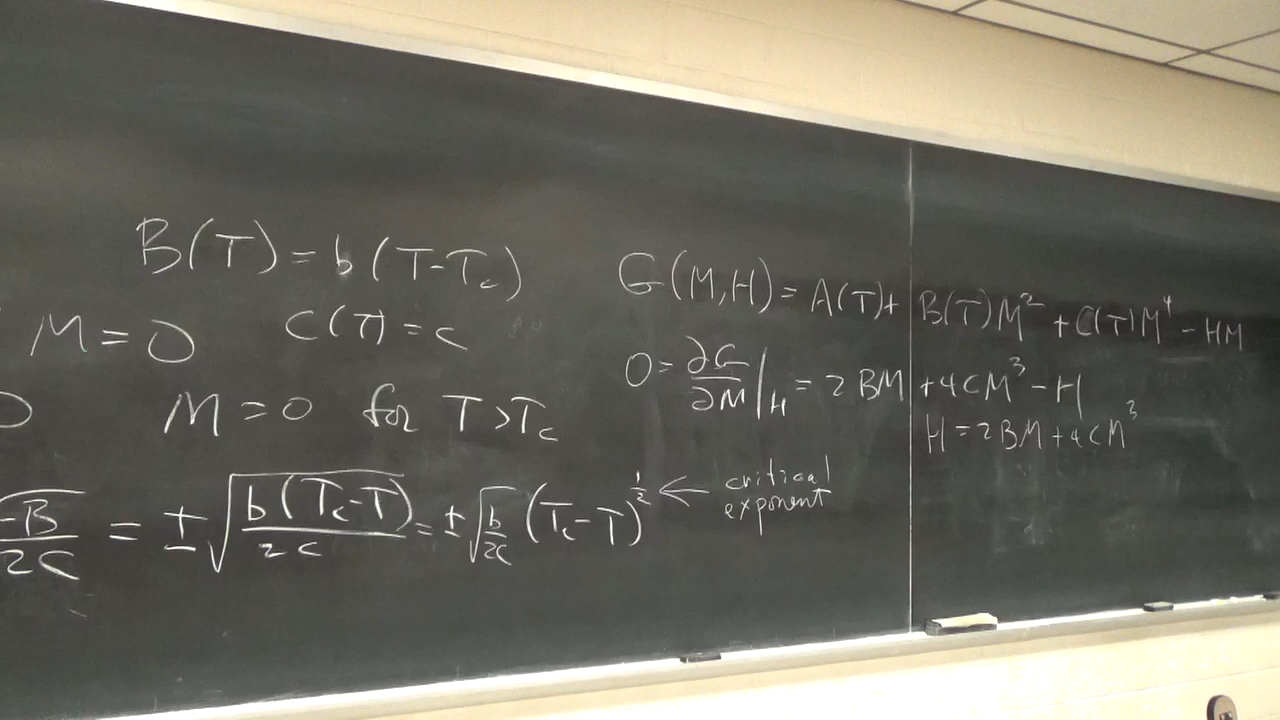 B(T) = b(T-Tc)
M = 0 C(T) = c
M = 0 for T > Tc
-B/2C = ± √(b(Tc-T)/2c) = ± √(b/2c) (Tc-T)^1/2 ← critical exponent
G(M,H) = A(T) + B(T)M² + C(T)M⁴ - HM
0 = ∂G/∂M|H = 2BM + 4CM³ - H
H = 2BM + 4CM³